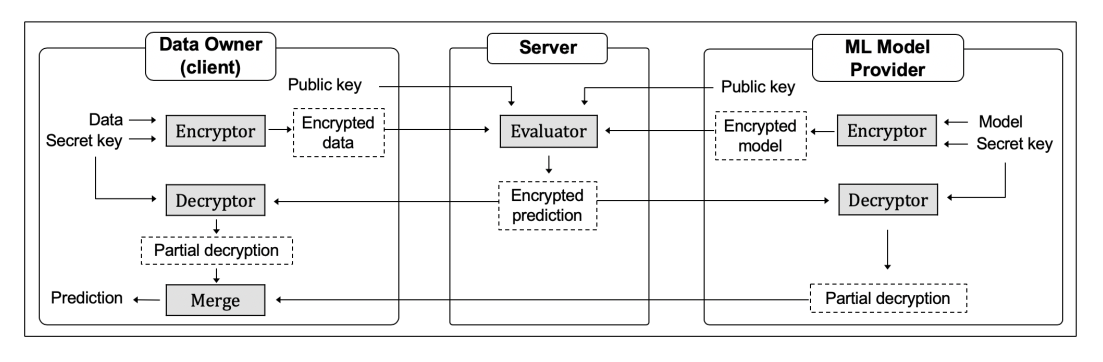 Data Owner
(client)
Server
ML Model
Provider
Public key
Public key
Data
Secret key
Encryptor
Encrypted
data
Evaluator
Encrypted
model
Encryptor
Model
Secret key
Decryptor
Encrypted
prediction
Decryptor
Partial decryption
Prediction
Merge
Partial decryption